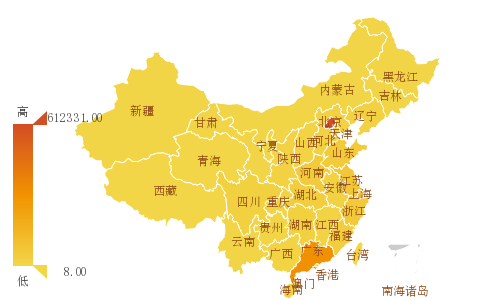 黑龙江
内蒙古
吉林
新疆
高
612331.00
甘肃
北京
辽宁
天津
宁夏
山西
河北
山东
青海
陕西
河南
西藏
江苏
安徽
上海
四川
重庆
湖北
浙江
贵州
湖南
江西
福建
云南
广西
广东
台湾
香港
8.00
低
澳门
海南
南海诸岛